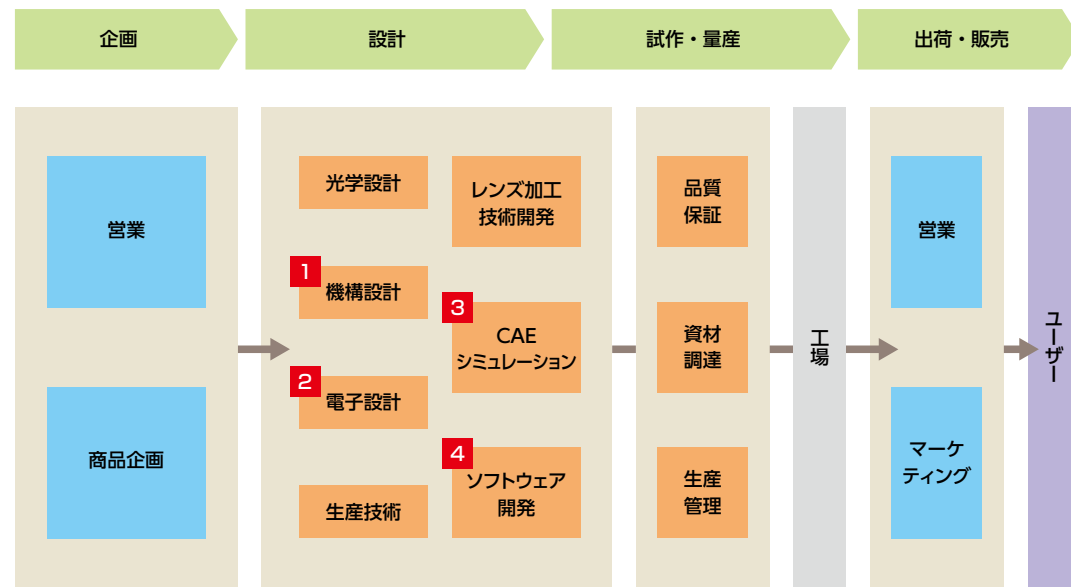 企画
設計
試作・量産
出荷・販売
営業
商品企画
光学設計
1
機構設計
2
電子設計
生産技術
レンズ加工
技術開発
3
CAE
シミュレーション
4
ソフトウェア
開発
品質
保証
資材
調達
生産
管理
工場
営業
マーケ
ティング
ユーザー